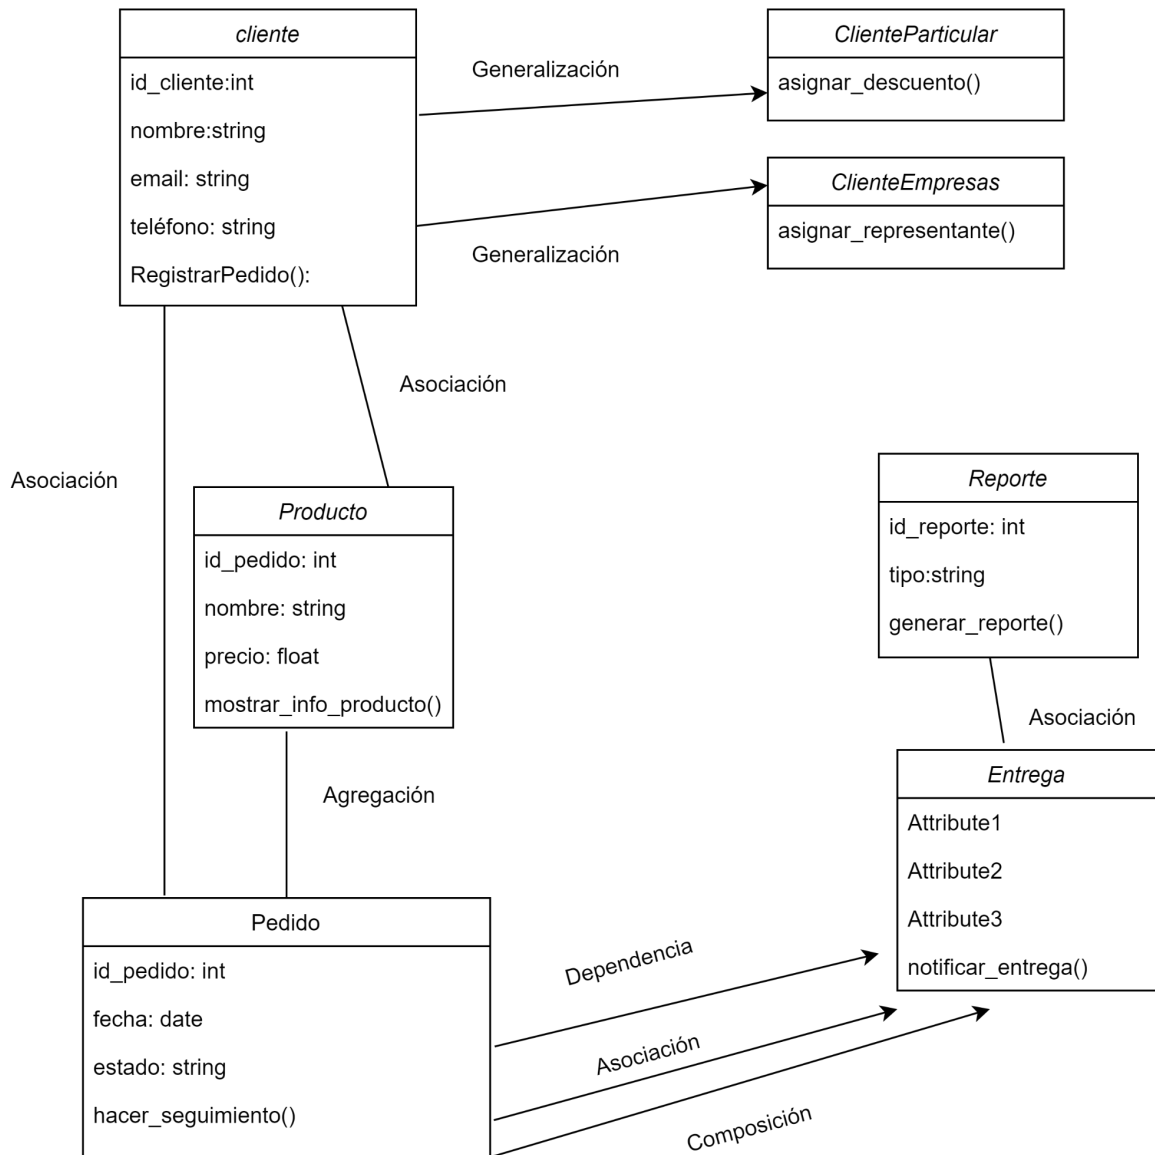 cliente
id_cliente:int
nombre:string
email: string
teléfono: string
RegistrarPedido():
Generalización
ClienteParticular
asignar_descuento()
ClienteEmpresas
asignar_representante()
Generalización
Asociación
Asociación
Producto
id_pedido: int
nombre: string
precio: float
mostrar_info_producto()
Reporte
id_reporte: int
tipo:string
generar_reporte()
Asociación
Agregación
Entrega
Attribute1
Attribute2
Attribute3
notificar_entrega()
Pedido
id_pedido: int
fecha: date
estado: string
hacer_seguimiento()
Dependencia
Asociación
Composición